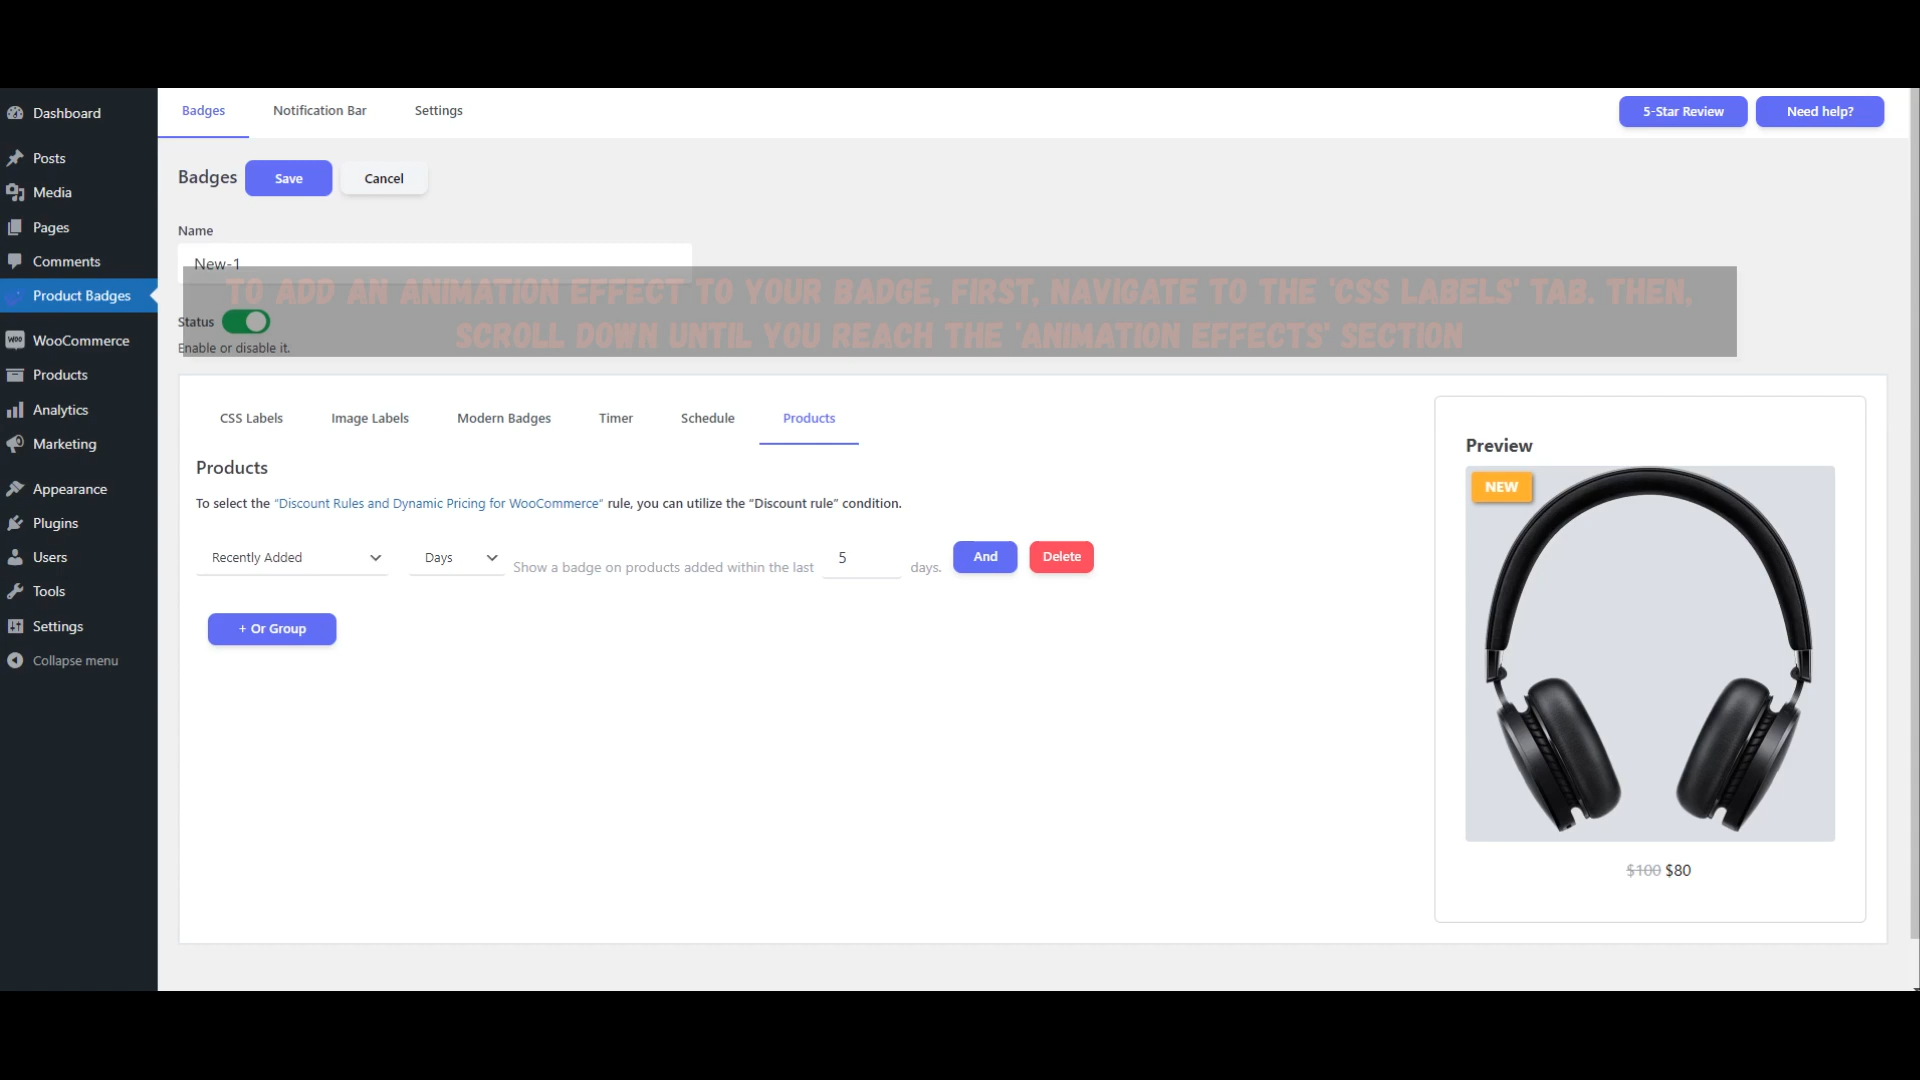 Dashboard
Posts
Media
Pages
Comments
Product Badges
WooCommerce
Products
Analytics
Marketing
Appearance
Plugins
Users
Tools
Settings
Collapse menu
Badges Notification Bar Settings
5-Star Review Need help?
Badges Save Cancel
Name
New-1
TO ADD AN ANIMATION EFFECT TO YOUR BADGE, FIRST, NAVIGATE TO THE 'CSS LABELS' TAB. THEN,
SCROLL DOWN UNTIL YOU REACH THE 'ANIMATION EFFECTS' SECTION
Status
Enable or disable it.
CSS Labels Image Labels Modern Badges Timer Schedule Products
Products
To select the “Discount Rules and Dynamic Pricing for WooCommerce” rule, you can utilize the “Discount rule” condition.
Recently Added Days Show a badge on products added within the last 5 days. And Delete
+ Or Group
Preview
NEW
$100 $80